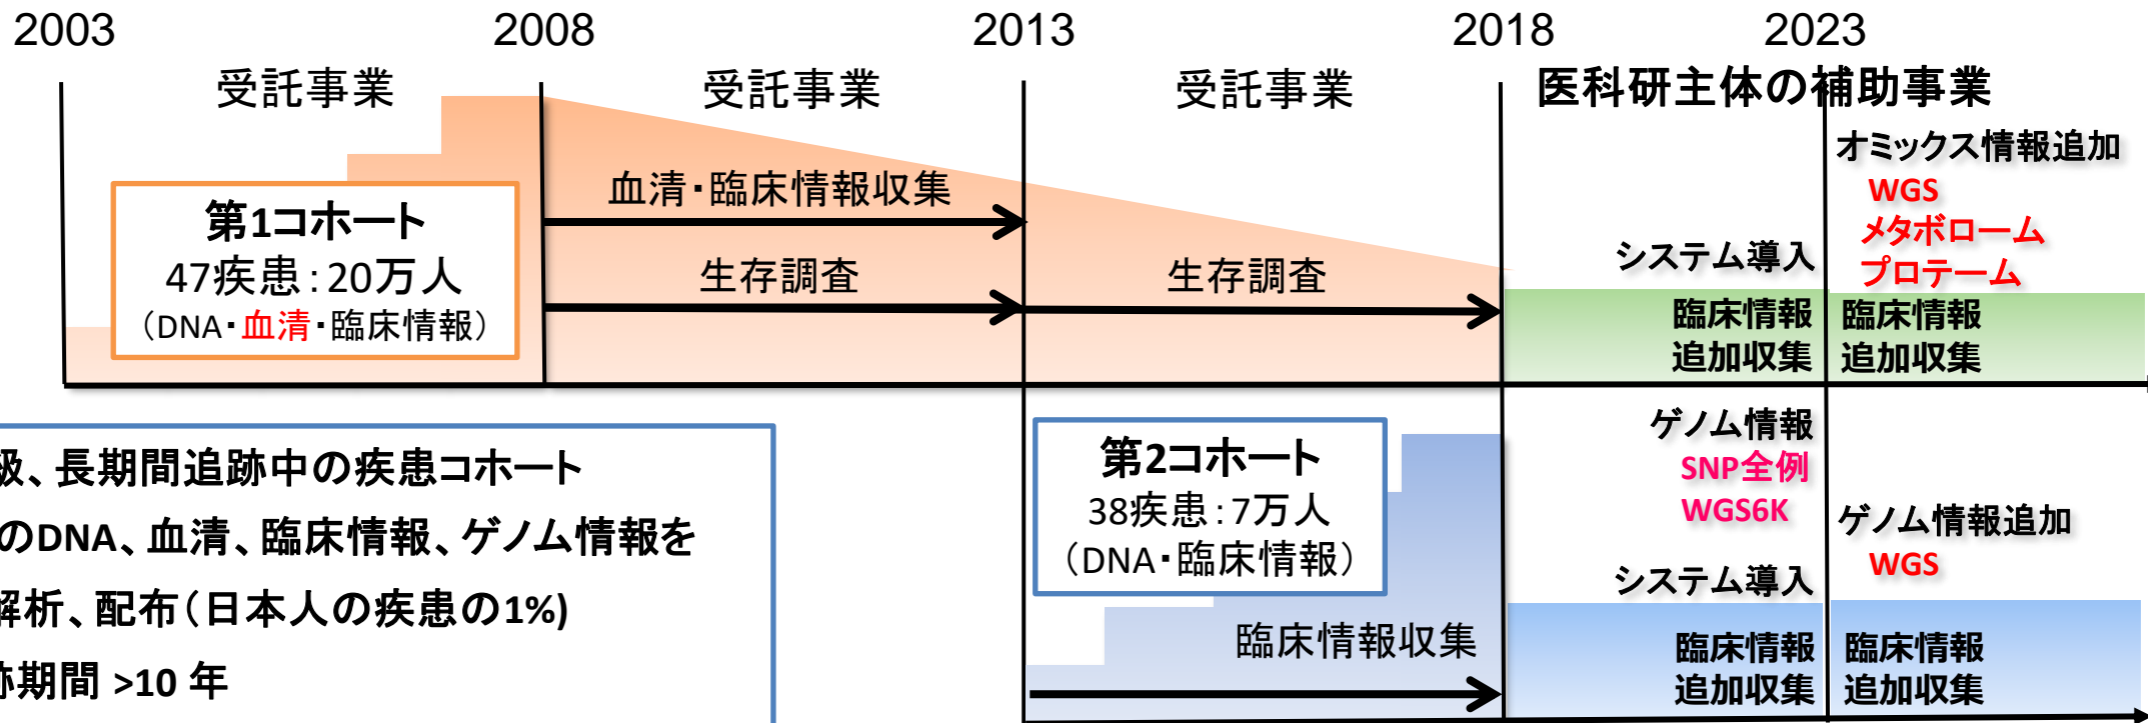 2003
2008
2013
2018
2023
受託事業
受託事業
受託事業
医科研主体の補助事業
第1コホート
47疾患：20万人
（DNA・血清・臨床情報）
血清・臨床情報収集
生存調査
生存調査
システム導入
臨床情報
追加収集
オミックス情報追加
WGS
メタボローム
プロテーム
臨床情報
追加収集
級、長期間追跡中の疾患コホート
のDNA、血清、臨床情報、ゲノム情報を
解析、配布（日本人の疾患の1%)
跡期間 >10 年
第2コホート
38疾患：7万人
（DNA・臨床情報）
臨床情報収集
ゲノム情報
SNP全例
WGS6K
システム導入
臨床情報
追加収集
ゲノム情報追加
WGS
臨床情報
追加収集